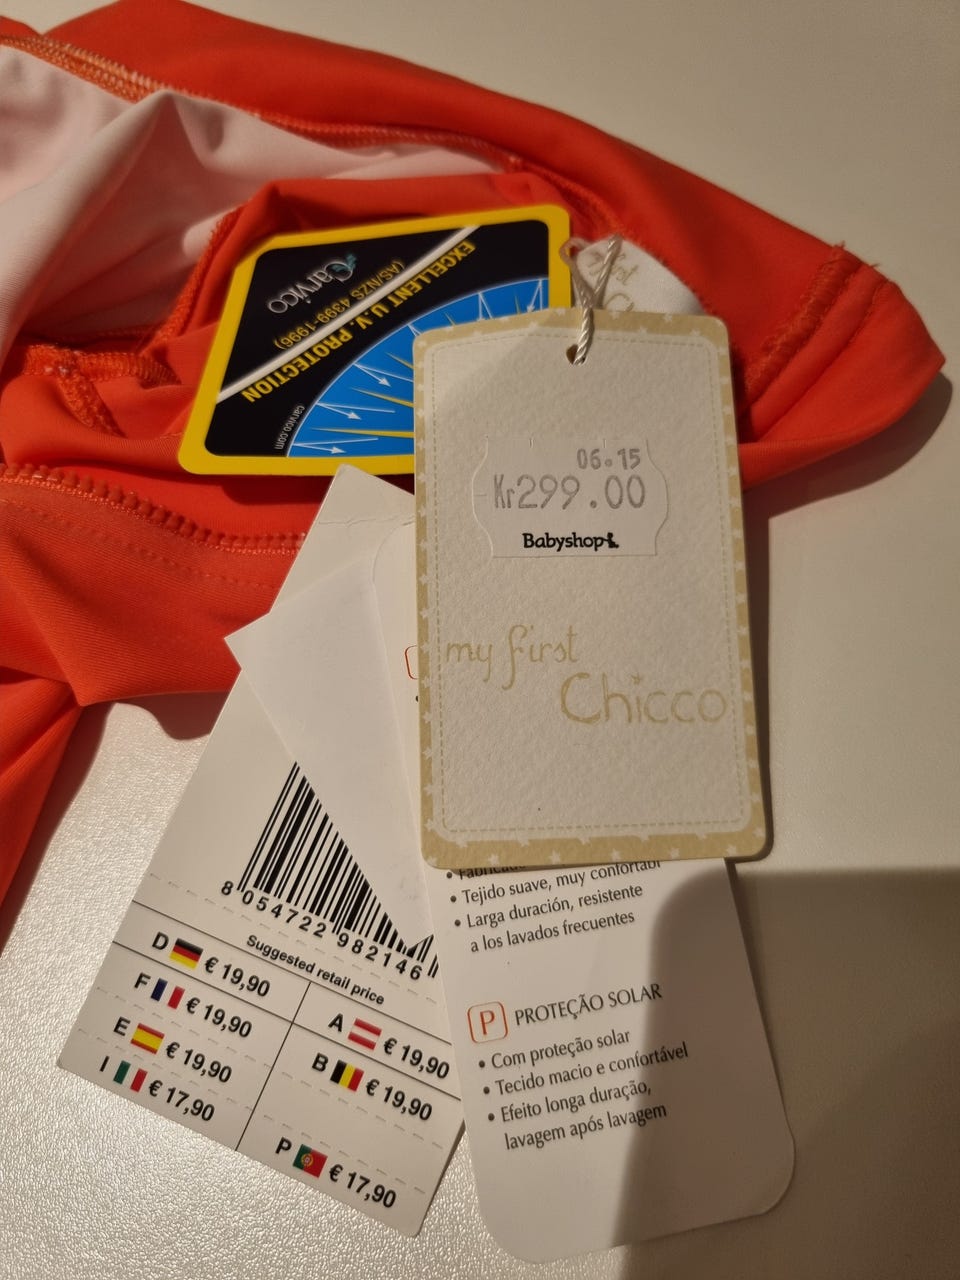 Carvico
(AS/NZS 4399-1996)
EXCELLENT U.V. PROTECTION
carvico.com
06.15
Kr299.00
Babyshop
my first
Chicco
8 054722 982146
Suggested retail price
D € 19,90
F € 19,90
E € 19,90
I € 17,90
A € 19,90
B € 19,90
P € 17,90
• Tejido suave, muy confortabl
• Larga duración, resistente
a los lavados frecuentes
P PROTEÇÃO SOLAR
• Com proteção solar
• Tecido macio e confortável
• Efeito longa duração,
lavagem após lavagem